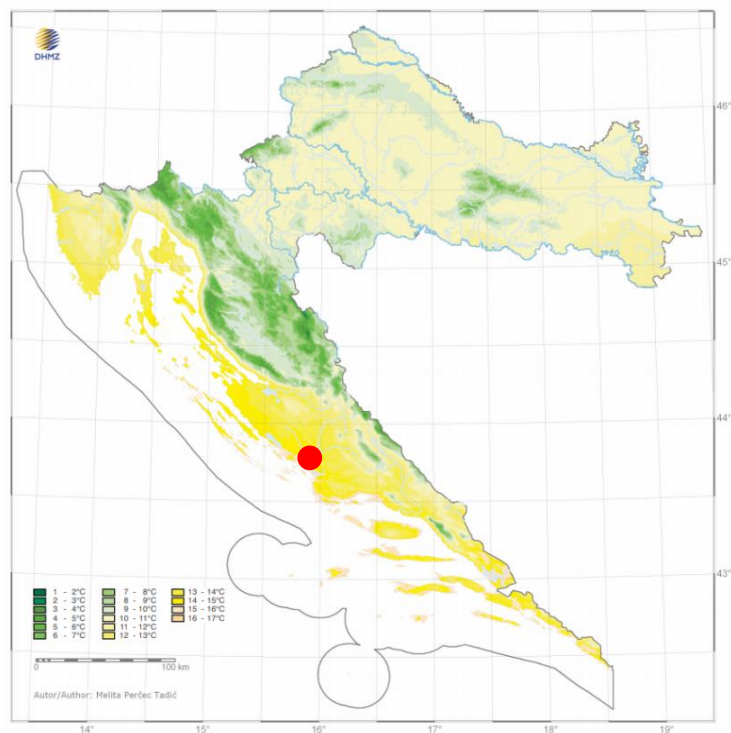 DHMZ
46°
45°
44°
43°
1 - 2°C
2 - 3°C
3 - 4°C
4 - 5°C
5 - 6°C
6 - 7°C
7 - 8°C
8 - 9°C
9 - 10°C
10 - 11°C
11 - 12°C
12 - 13°C
13 - 14°C
14 - 15°C
15 - 16°C
16 - 17°C
0
100 km
Autor/Author: Melita Perčec Tadić
14° 15° 16° 17° 18° 19°